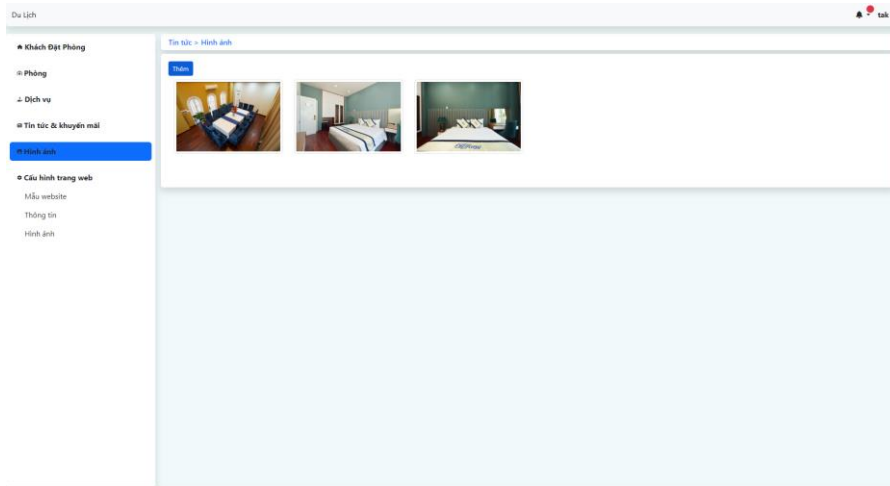 Du Lịch
tak
Khách Đặt Phòng
Phòng
Dịch vụ
Tin tức & khuyến mãi
Hình ảnh
Cấu hình trang web
Mẫu website
Thông tin
Hình ảnh
Tin tức > Hình ảnh
Thêm